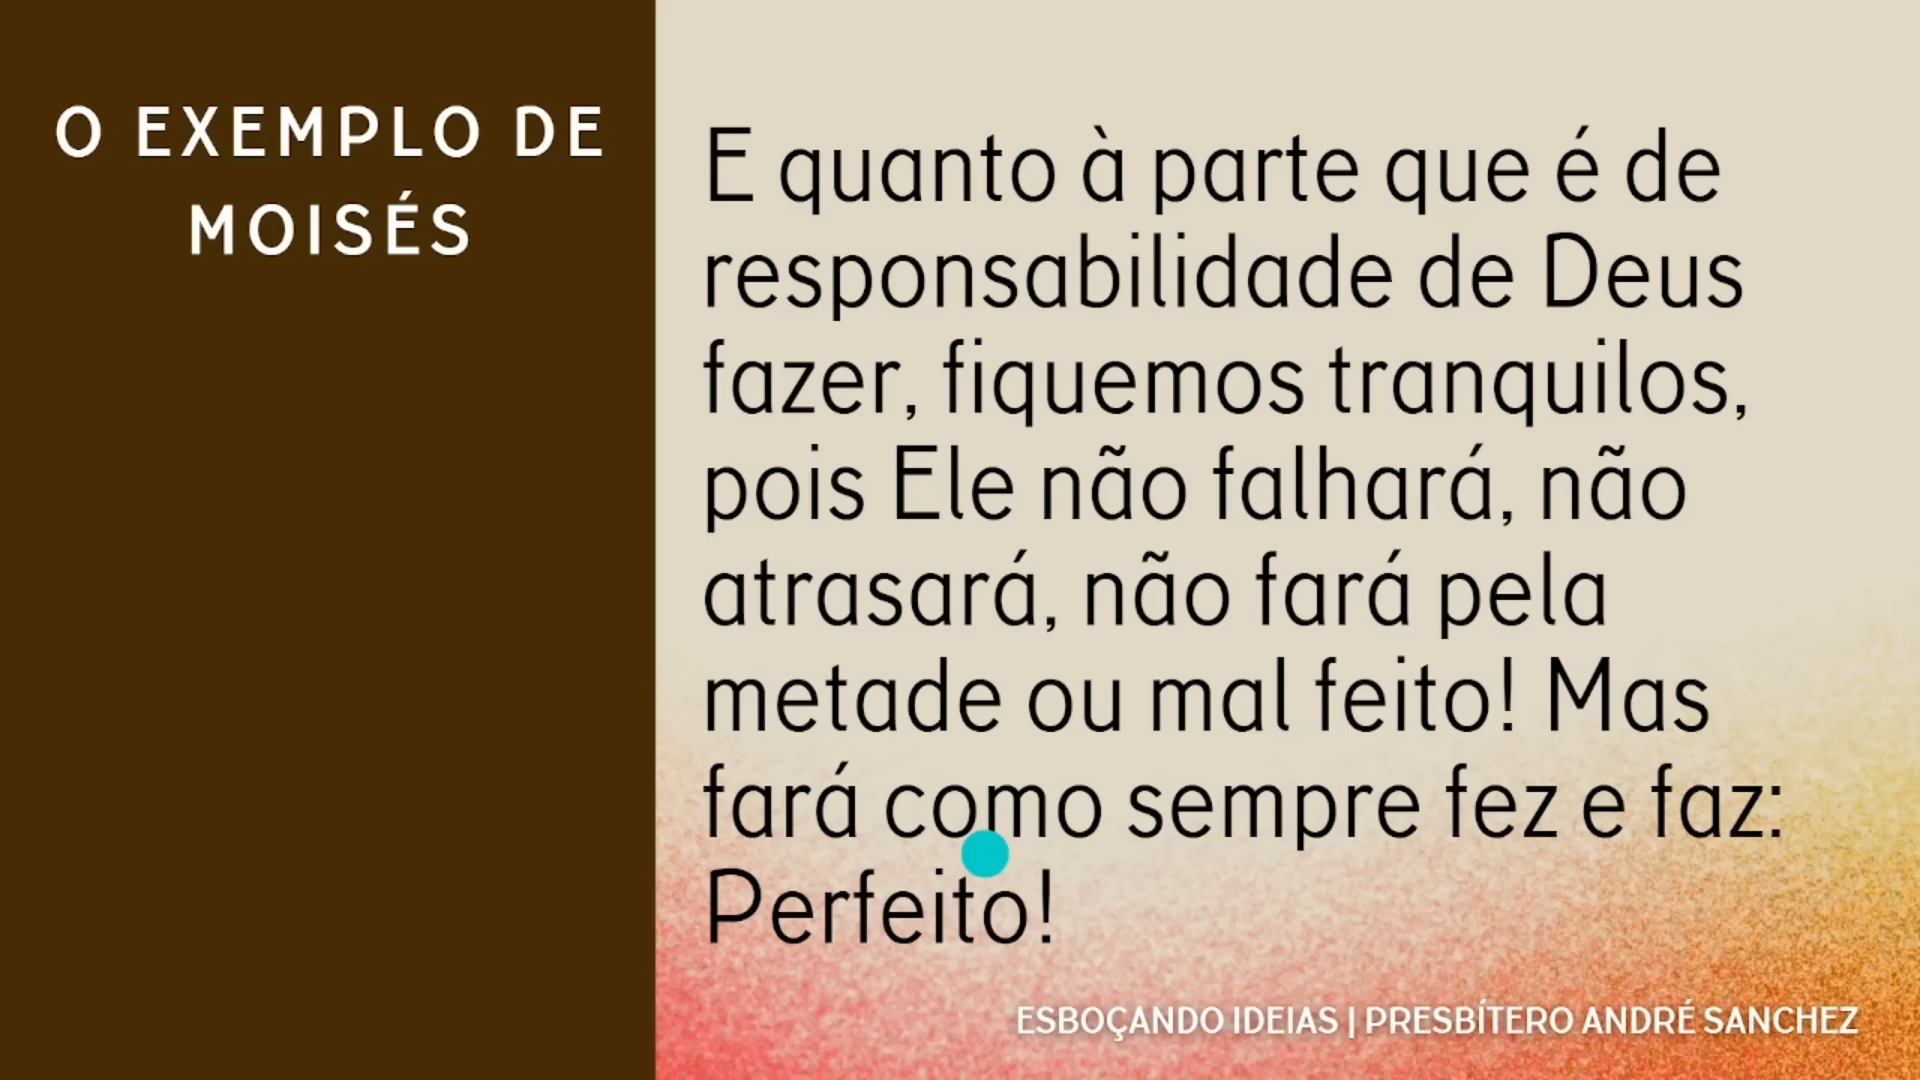 O EXEMPLO DE
MOISÉS
E quanto à parte que é de
responsabilidade de Deus
fazer, fiquemos tranquilos,
pois Ele não falhará, não
atrasará, não fará pela
metade ou mal feito! Mas
fará como sempre fez e faz:
Perfeito!
ESBOÇANDO IDEIAS | PRESBÍTERO ANDRÉ SANCHEZ